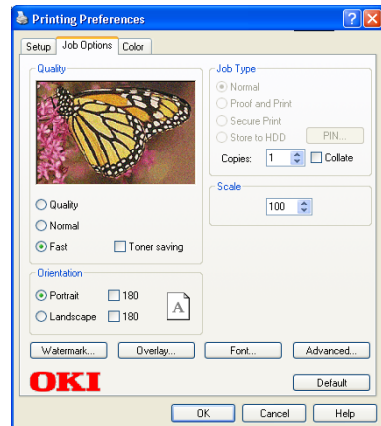 Printing Preferences
Setup Job Options Color
Quality
Quality
Normal
Fast Toner saving
Orientation
Portrait 180
Landscape 180
A
Job Type
Normal
Proof and Print
Secure Print
Store to HDD PIN...
Copies: 1 Collate
Scale
100
Watermark... Overlay... Font... Advanced...
OKI Default
OK Cancel Help